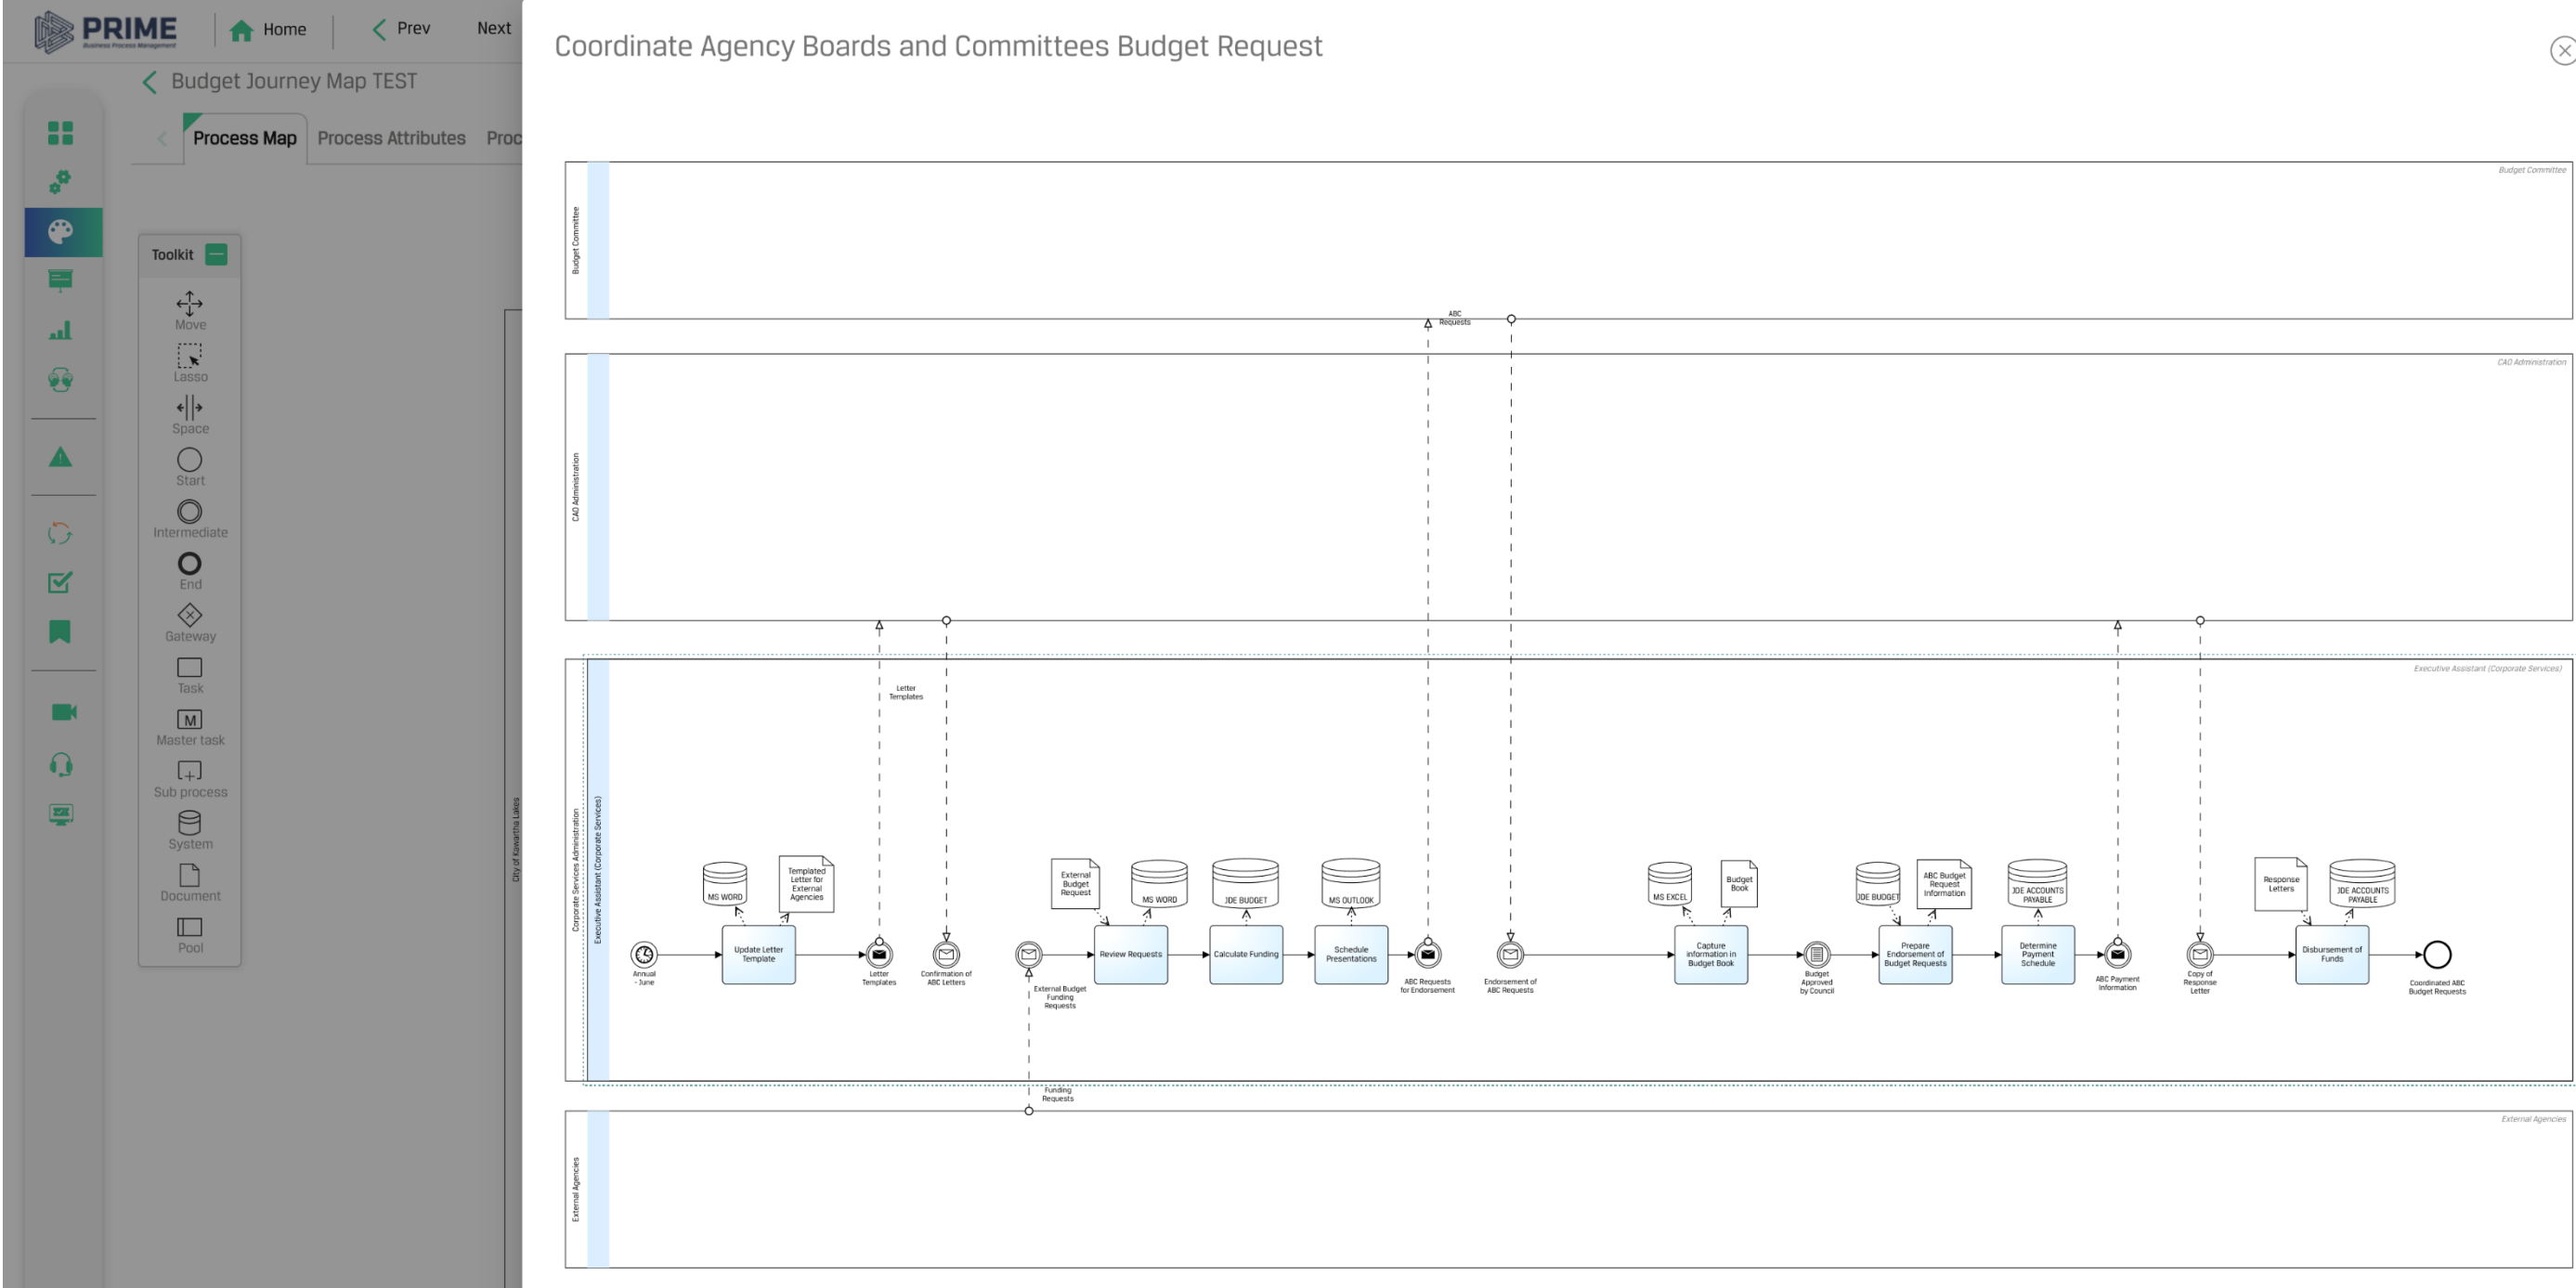 PRIME
Business Process Management
Home
Prev
Next
Coordinate Agency Boards and Committees Budget Request
Budget Journey Map TEST
Process Map
Process Attributes
Proc
Toolkit
Move
Lasso
Space
Start
Intermediate
End
Gateway
Task
M
Master task
Sub process
System
Document
Pool
City of Kawartha Lakes
Budget Committee
Budget Committee
ABC
Requests
CAO Administration
CAO Administration
Corporate Services Administration
Executive Assistant (Corporate Services)
Executive Assistant (Corporate Services)
Letter
Templates
MS WORD
Templated
Letter for
External
Agencies
External
Budget
Request
MS WORD
JDE BUDGET
MS OUTLOOK
MS EXCEL
Budget
Book
JDE BUDGET
ABC Budget
Request
Information
JDE ACCOUNTS
PAYABLE
Response
Letters
JDE ACCOUNTS
PAYABLE
Annual
- June
Update Letter
Template
Letter
Templates
Confirmation of
ABC Letters
External Budget
Funding
Requests
Review Requests
Calculate Funding
Schedule
Presentations
ABC Requests
for Endorsement
Endorsement of
ABC Requests
Capture
information in
Budget Book
Budget
Approved
by Council
Prepare
Endorsement of
Budget Requests
Determine
Payment
Schedule
ABC Payment
Information
Copy of
Response
Letter
Disbursement of
Funds
Coordinated ABC
Budget Requests
Funding
Requests
External Agencies
External Agencies